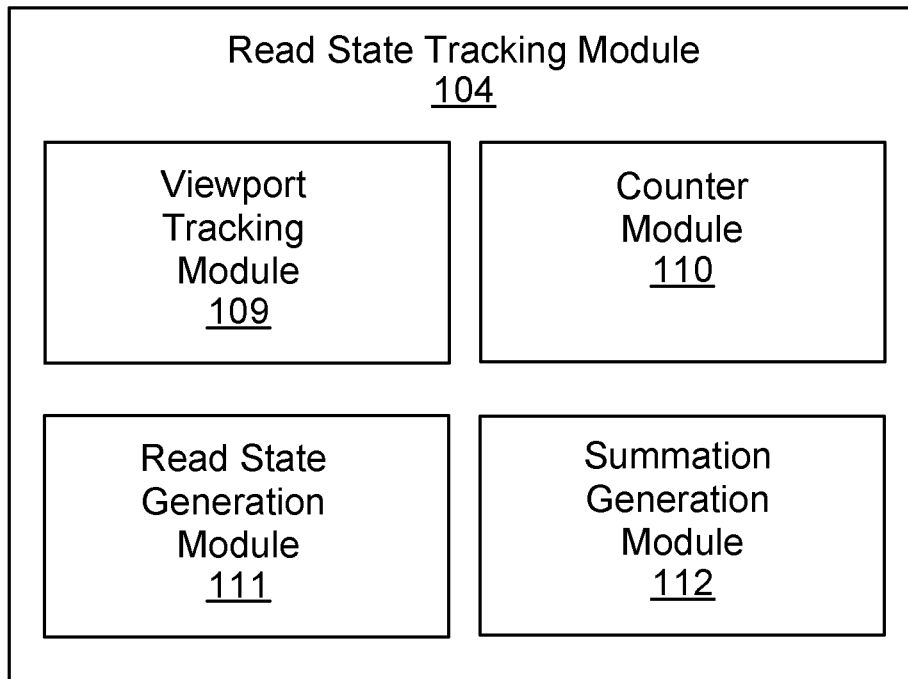 Read State Tracking Module
104
Viewport
Tracking
Module
109
Counter
Module
110
Read State
Generation
Module
111
Summation
Generation
Module
112